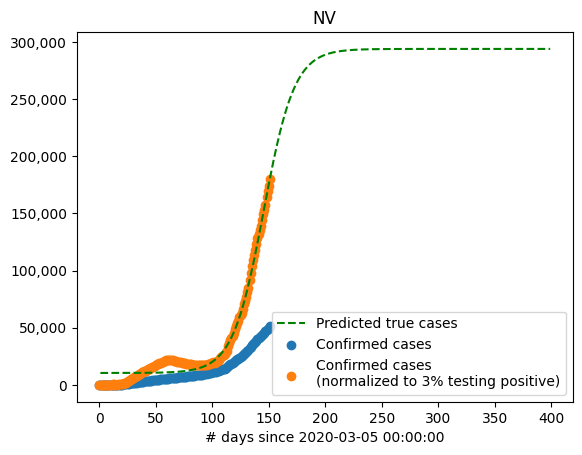 NV
300,000
250,000
200,000
150,000
100,000
50,000
0
0 50 100 150 200 250 300 350 400
# days since 2020-03-05 00:00:00
Predicted true cases
Confirmed cases
Confirmed cases
(normalized to 3% testing positive)